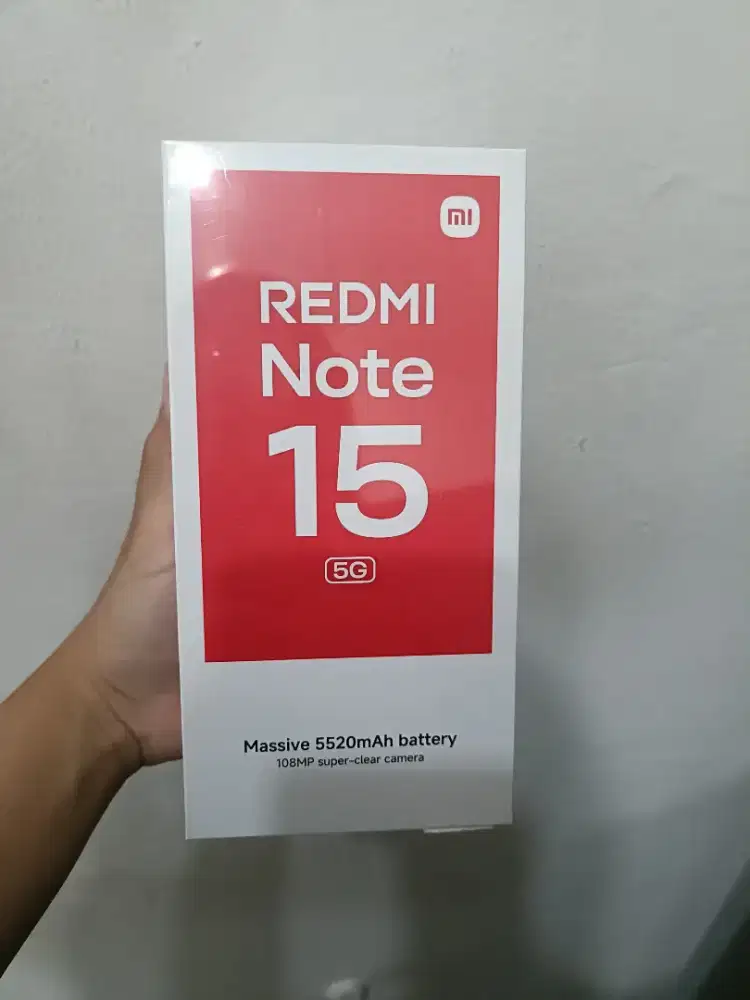 mi
REDMI
Note
15
5G
Massive 5520mAh battery
108MP super-clear camera